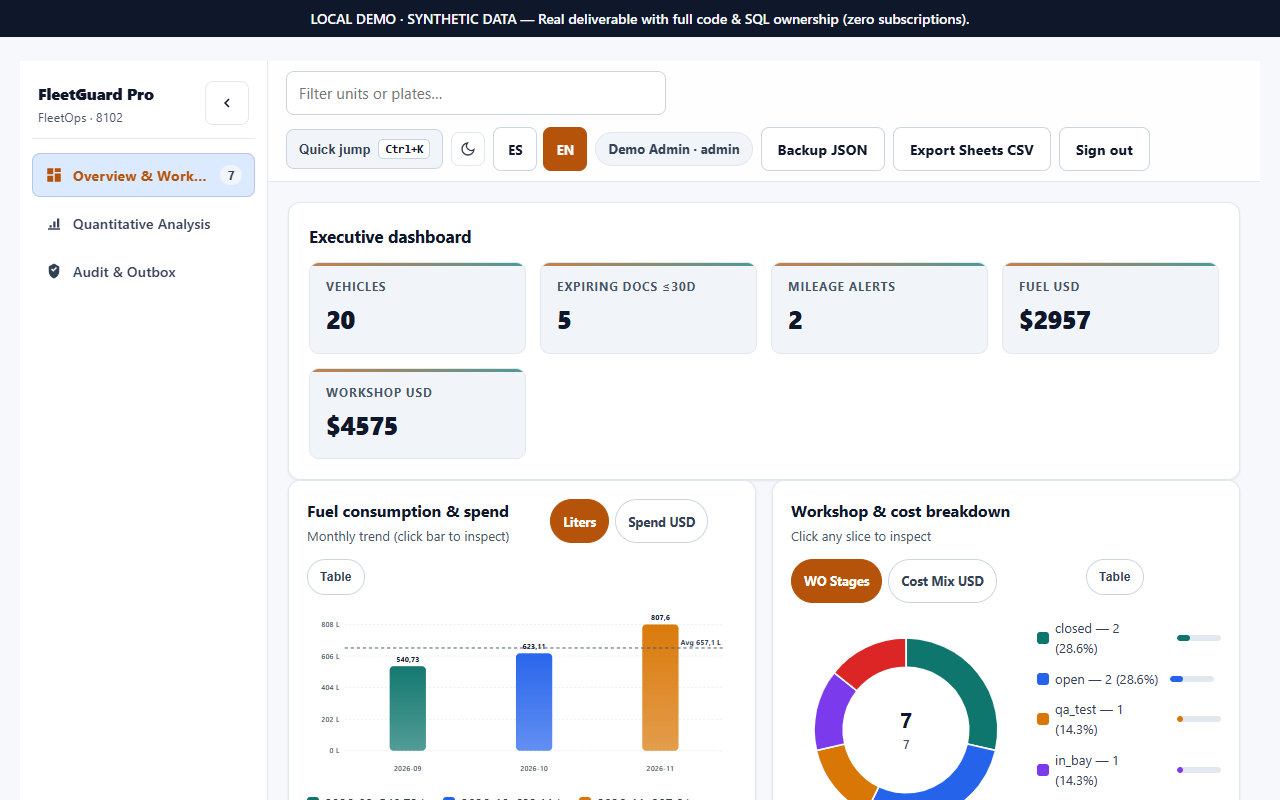 LOCAL DEMO · SYNTHETIC DATA — Real deliverable with full code & SQL ownership (zero subscriptions).
FleetGuard Pro
FleetOps · 8102
Overview & Work...
7
Quantitative Analysis
Audit & Outbox
Filter units or plates...
Quick jump
Ctrl+K
ES
EN
Demo Admin · admin
Backup JSON
Export Sheets CSV
Sign out
Executive dashboard
VEHICLES
20
EXPIRING DOCS ≤30D
5
MILEAGE ALERTS
2
FUEL USD
$2957
WORKSHOP USD
$4575
Fuel consumption & spend
Monthly trend (click bar to inspect)
Liters
Spend USD
Table
808 L
606 L
404 L
202 L
0 L
540,73
623,11
807,6
Avg 657,1 L
2026-09
2026-10
2026-11
Workshop & cost breakdown
Click any slice to inspect
WO Stages
Cost Mix USD
Table
7
7
closed — 2
(28.6%)
open — 2 (28.6%)
qa_test — 1
(14.3%)
in_bay — 1
(14.3%)